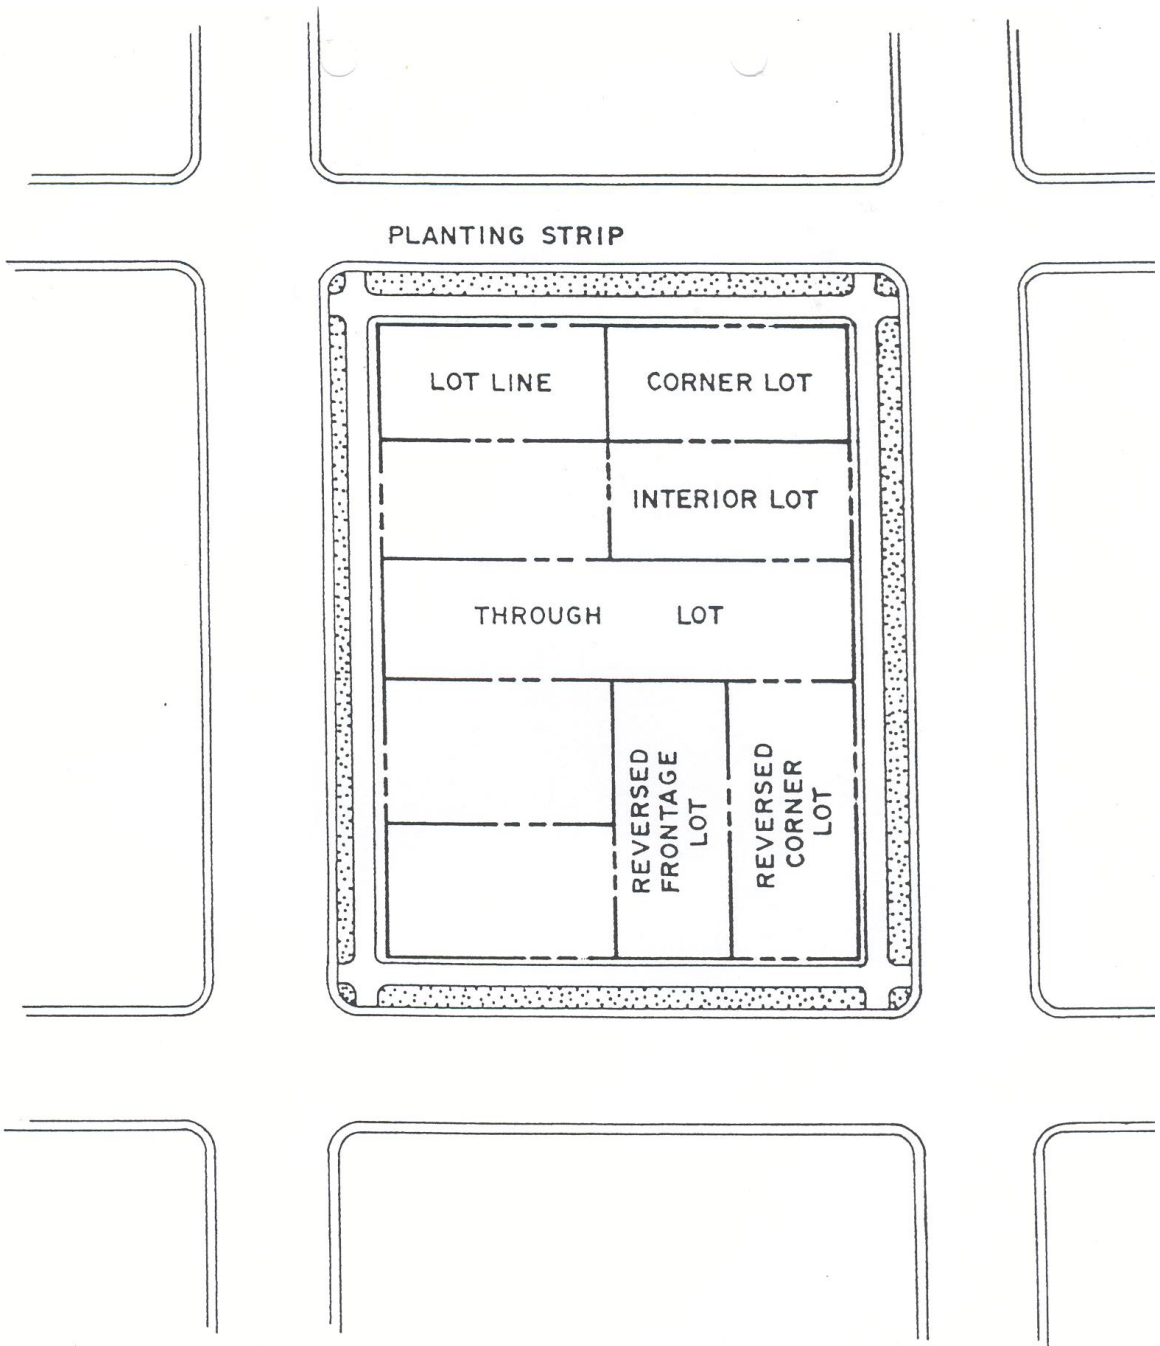 PLANTING STRIP
LOT LINE
CORNER LOT
INTERIOR LOT
THROUGH LOT
REVERSED
FRONTAGE
LOT
REVERSED
CORNER
LOT